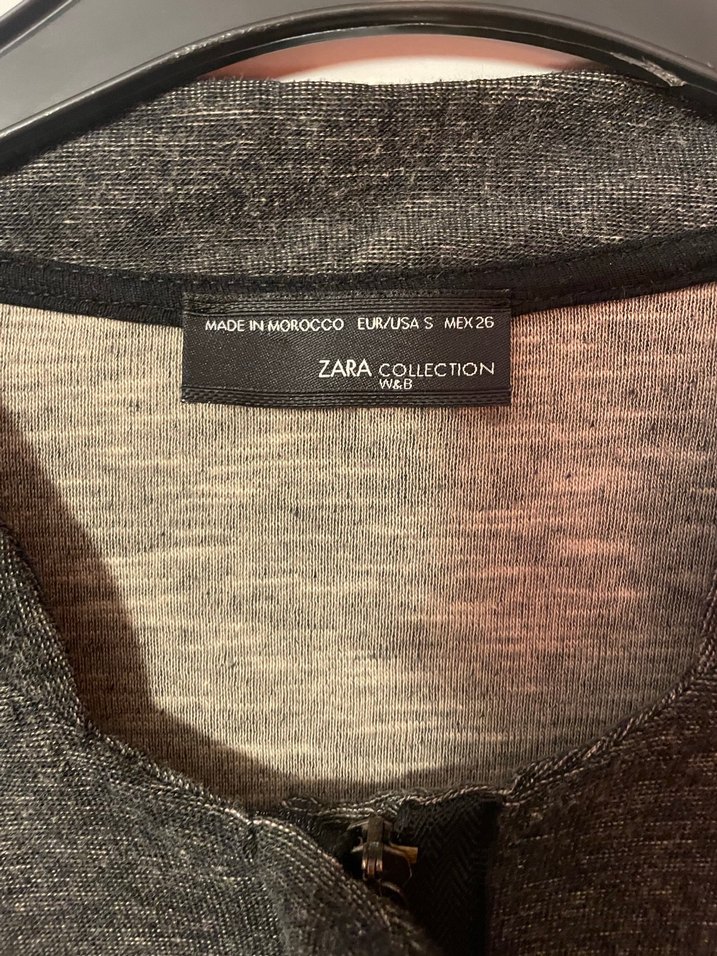 MADE IN MOROCCO EUR/USA S MEX 26
ZARA COLLECTION
W&B